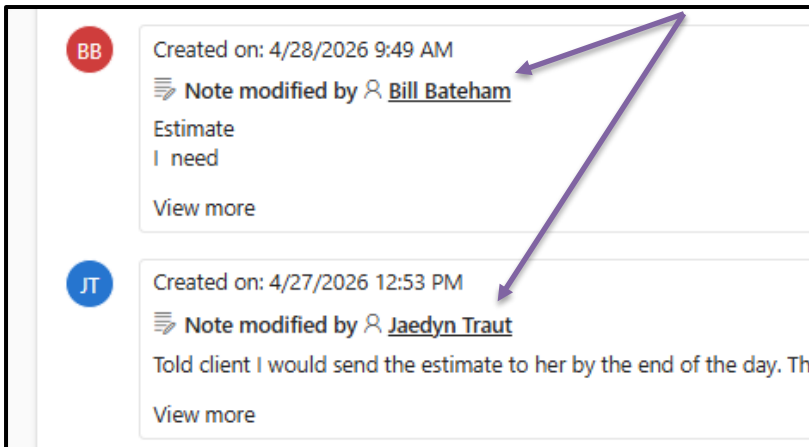 BB
Created on: 4/28/2026 9:49 AM
Note modified by Bill Bateham
Estimate
I need
View more
JT
Created on: 4/27/2026 12:53 PM
Note modified by Jaedyn Traut
Told client I would send the estimate to her by the end of the day. Th
View more